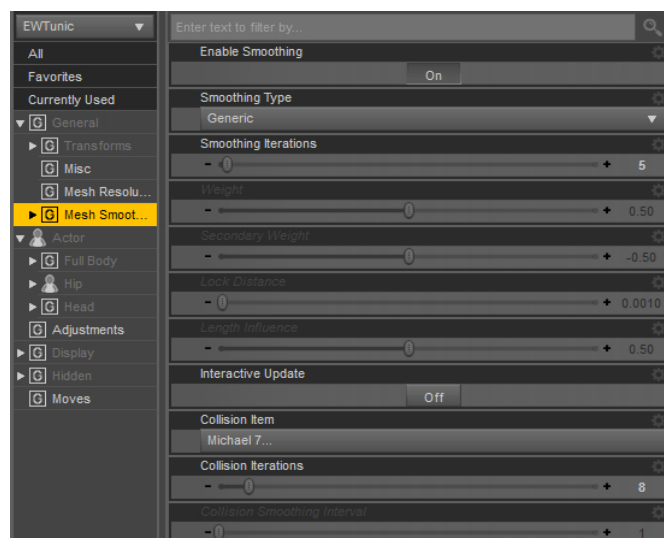 EWTunic
Enter text to filter by...
All
Favorites
Currently Used
G General
G Transforms
G Misc
G Mesh Resolu...
G Mesh Smoot...
Actor
G Full Body
Hip
G Head
G Adjustments
G Display
G Hidden
G Moves
Enable Smoothing
On
Smoothing Type
Generic
Smoothing Iterations
- + 5
Weight
- + 0.50
Secondary Weight
- + -0.50
Lock Distance
- + 0.0010
Length Influence
- + 0.50
Interactive Update
Off
Collision Item
Michael 7...
Collision Iterations
- + 8
Collision Smoothing Interval
- + 1